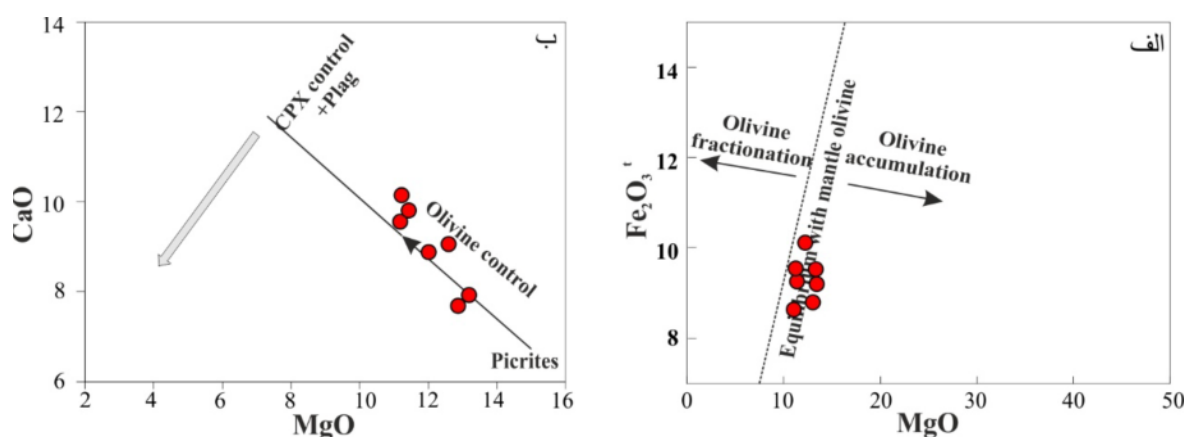 ب
14
12
10
8
6
CaO
2
4
6
8
10
12
14
16
MgO
CPX control
+Plag
Olivine control
Picrites
الف
14
12
10
8
Fe₂O₃ ᵗ
0
10
20
30
40
50
MgO
Olivine
fractionation
Equilibrium with mantle olivine
Olivine
accumulation